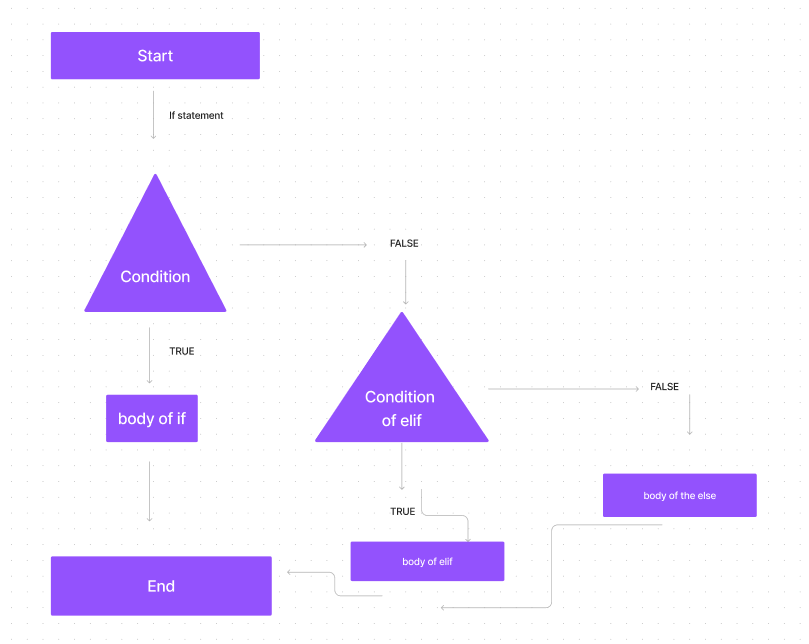 Start
If statement
Condition
FALSE
TRUE
Condition
of elif
FALSE
body of if
body of the else
TRUE
body of elif
End